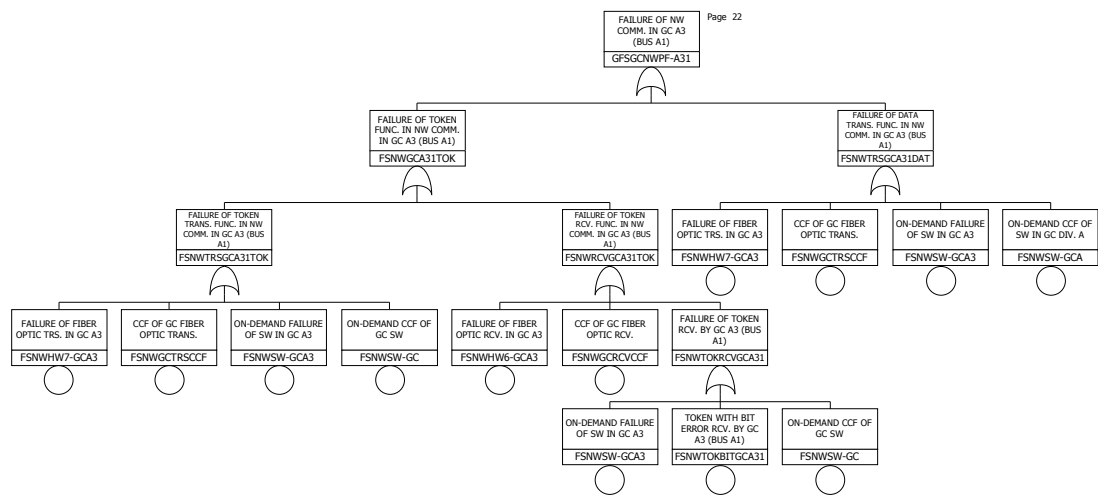 Page 22
FAILURE OF NW
COMM. IN GC A3
(BUS A1)
GFSGCNWPF-A31
FAILURE OF TOKEN
FUNC. IN NW COMM.
IN GC A3 (BUS A1)
FSNWGCA31TOK
FAILURE OF DATA
TRANS. FUNC. IN NW
COMM. IN GC A3 (BUS
A1)
FSNWTRSGCA31DAT
FAILURE OF TOKEN
TRANS. FUNC. IN NW
COMM. IN GC A3 (BUS
A1)
FSNWTRSGCA31TOK
FAILURE OF TOKEN
RCV. FUNC. IN NW
COMM. IN GC A3 (BUS
A1)
FSNWRCVGCA31TOK
FAILURE OF FIBER
OPTIC TRS. IN GC A3
FSNWHW7-GCA3
CCF OF GC FIBER
OPTIC TRANS.
FSNWGCTRSCCF
ON-DEMAND FAILURE
OF SW IN GC A3
FSNWSW-GCA3
ON-DEMAND CCF OF
SW IN GC DIV. A
FSNWSW-GCA
FAILURE OF FIBER
OPTIC TRS. IN GC A3
FSNWHW7-GCA3
CCF OF GC FIBER
OPTIC TRANS.
FSNWGCTRSCCF
ON-DEMAND FAILURE
OF SW IN GC A3
FSNWSW-GCA3
ON-DEMAND CCF OF
GC SW
FSNWSW-GC
FAILURE OF FIBER
OPTIC RCV. IN GC A3
FSNWHW6-GCA3
CCF OF GC FIBER
OPTIC RCV.
FSNWGCRCVCCF
FAILURE OF TOKEN
RCV. BY GC A3 (BUS
A1)
FSNWTOKRCVGCA31
ON-DEMAND FAILURE
OF SW IN GC A3
FSNWSW-GCA3
TOKEN WITH BIT
ERROR RCV. BY GC
A3 (BUS A1)
FSNWTOKBITGCA31
ON-DEMAND CCF OF
GC SW
FSNWSW-GC